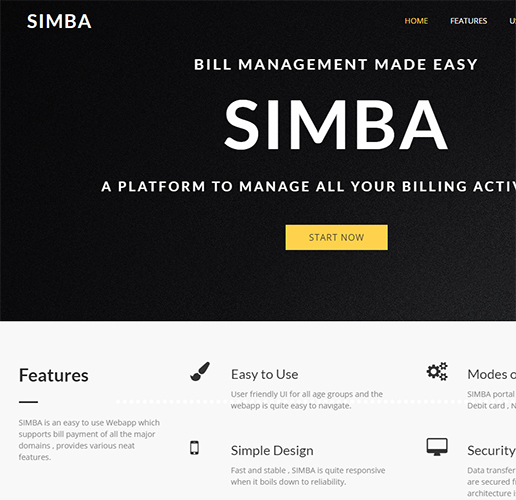 SIMBA
HOME FEATURES
BILL MANAGEMENT MADE EASY
SIMBA
A PLATFORM TO MANAGE ALL YOUR BILLING
START NOW
Features
SIMBA is an easy to use Webapp which
supports bill payment of all the major
domains , provides various neat
features.
Easy to Use
User friendly UI for all age groups and the
webapp is quite easy to navigate.
Modes
SIMBA portal
Debit card ,
Simple Design
Fast and stable , SIMBA is quite responsive
when it boils down to reliability.
Security
Data transfer
are secured
architecture